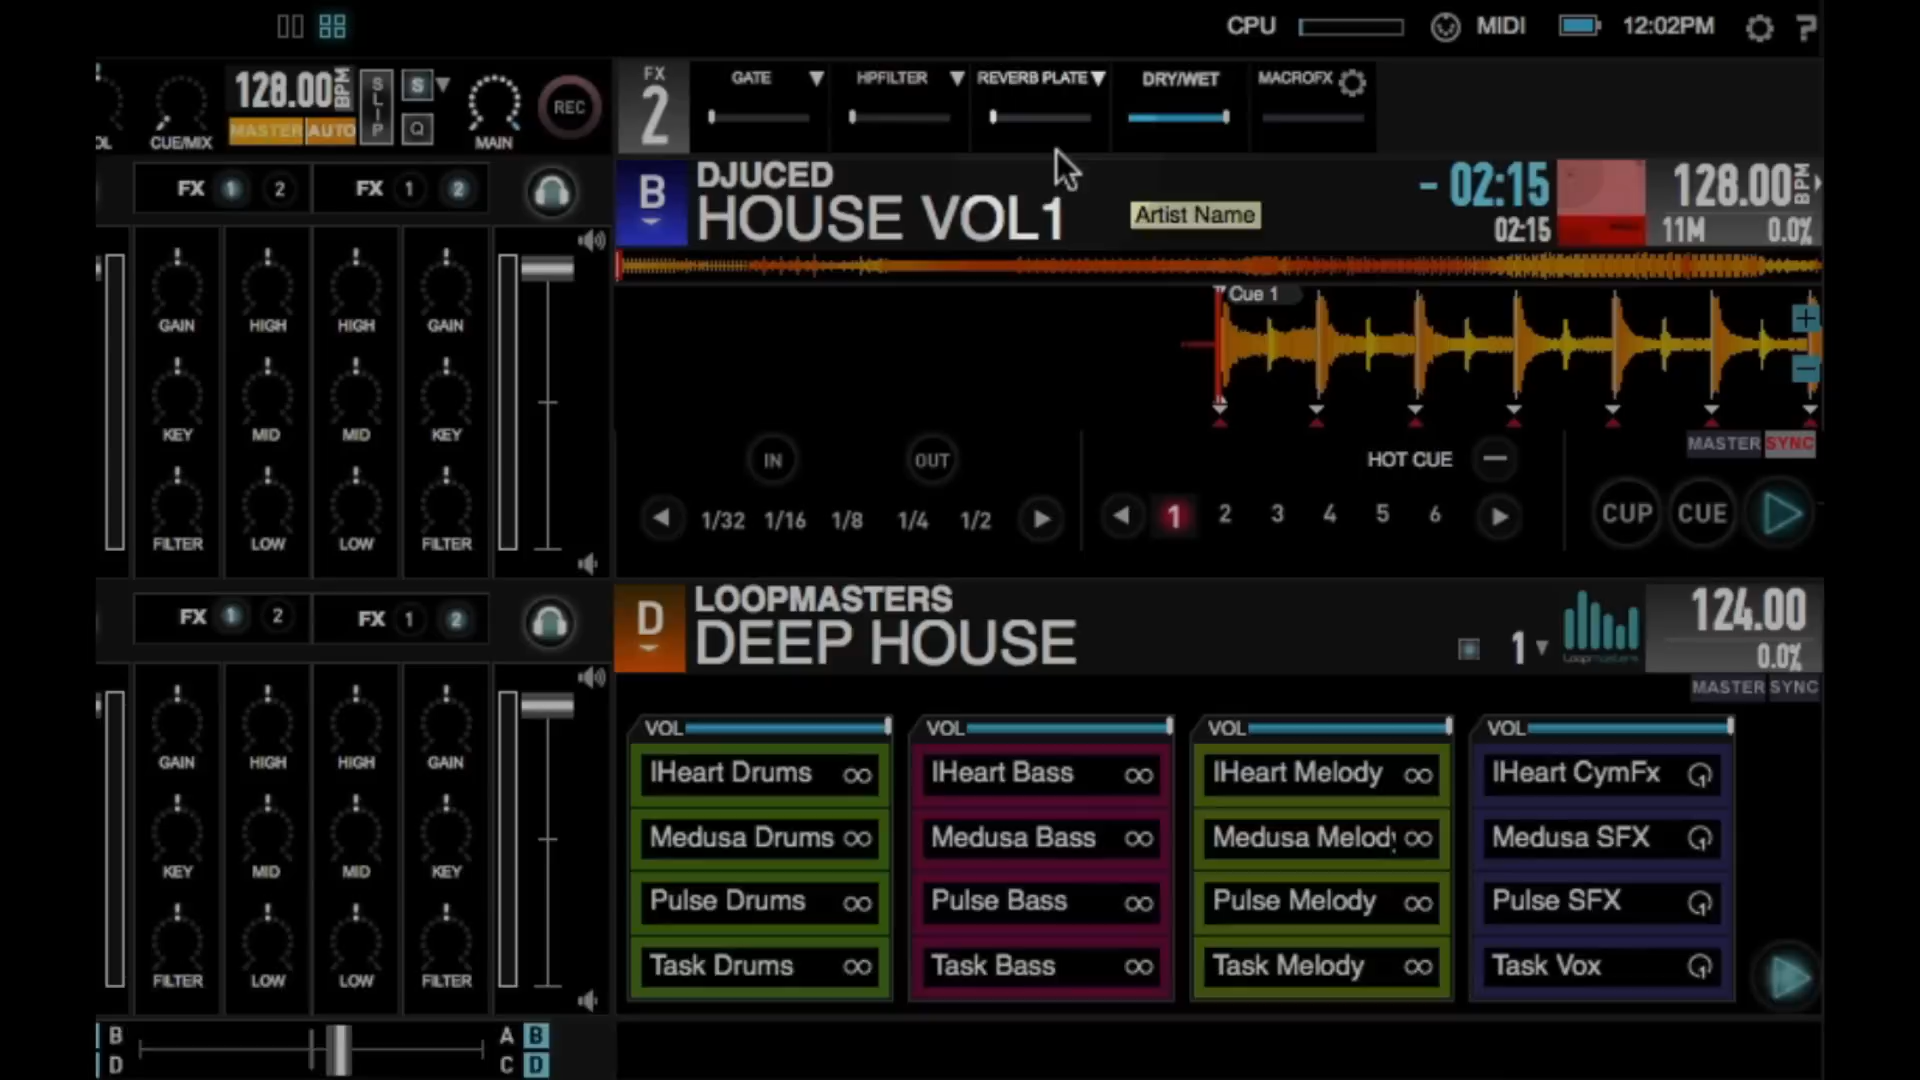 CPU MIDI 12:02PM ?
CUE/MIX
128.00 BPM
MASTER AUTO
SLIP
S
Q
MAIN
REC
FX 2
GATE
HPFILTER
REVERB PLATE
DRY/WET
MACROFX
FX 1 2
FX 1 2
B
DJUCED
HOUSE VOL1
Artist Name
- 02:15
02:15
128.00 BPM
11M 0.0%
GAIN HIGH HIGH GAIN
KEY MID MID KEY
FILTER LOW LOW FILTER
Cue 1
MASTER SYNC
IN OUT
1/32 1/16 1/8 1/4 1/2
HOT CUE
1 2 3 4 5 6
CUP CUE
FX 1 2
FX 1 2
D
LOOPMASTERS
DEEP HOUSE
1
Loopmasters
124.00
0.0%
MASTER SYNC
GAIN HIGH HIGH GAIN
KEY MID MID KEY
FILTER LOW LOW FILTER
VOL VOL VOL VOL
IHeart Drums IHeart Bass IHeart Melody IHeart CymFx
Medusa Drums Medusa Bass Medusa Melody Medusa SFX
Pulse Drums Pulse Bass Pulse Melody Pulse SFX
Task Drums Task Bass Task Melody Task Vox
B A B
D C D